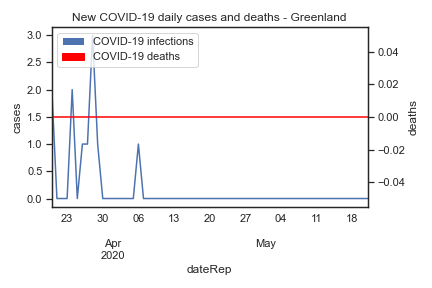 New COVID-19 daily cases and deaths - Greenland
COVID-19 infections
COVID-19 deaths
cases
3.0
2.5
2.0
1.5
1.0
0.5
0.0
deaths
0.04
0.02
0.00
−0.02
−0.04
23 30 06 13 20 27 04 11 18
Apr May
2020
dateRep